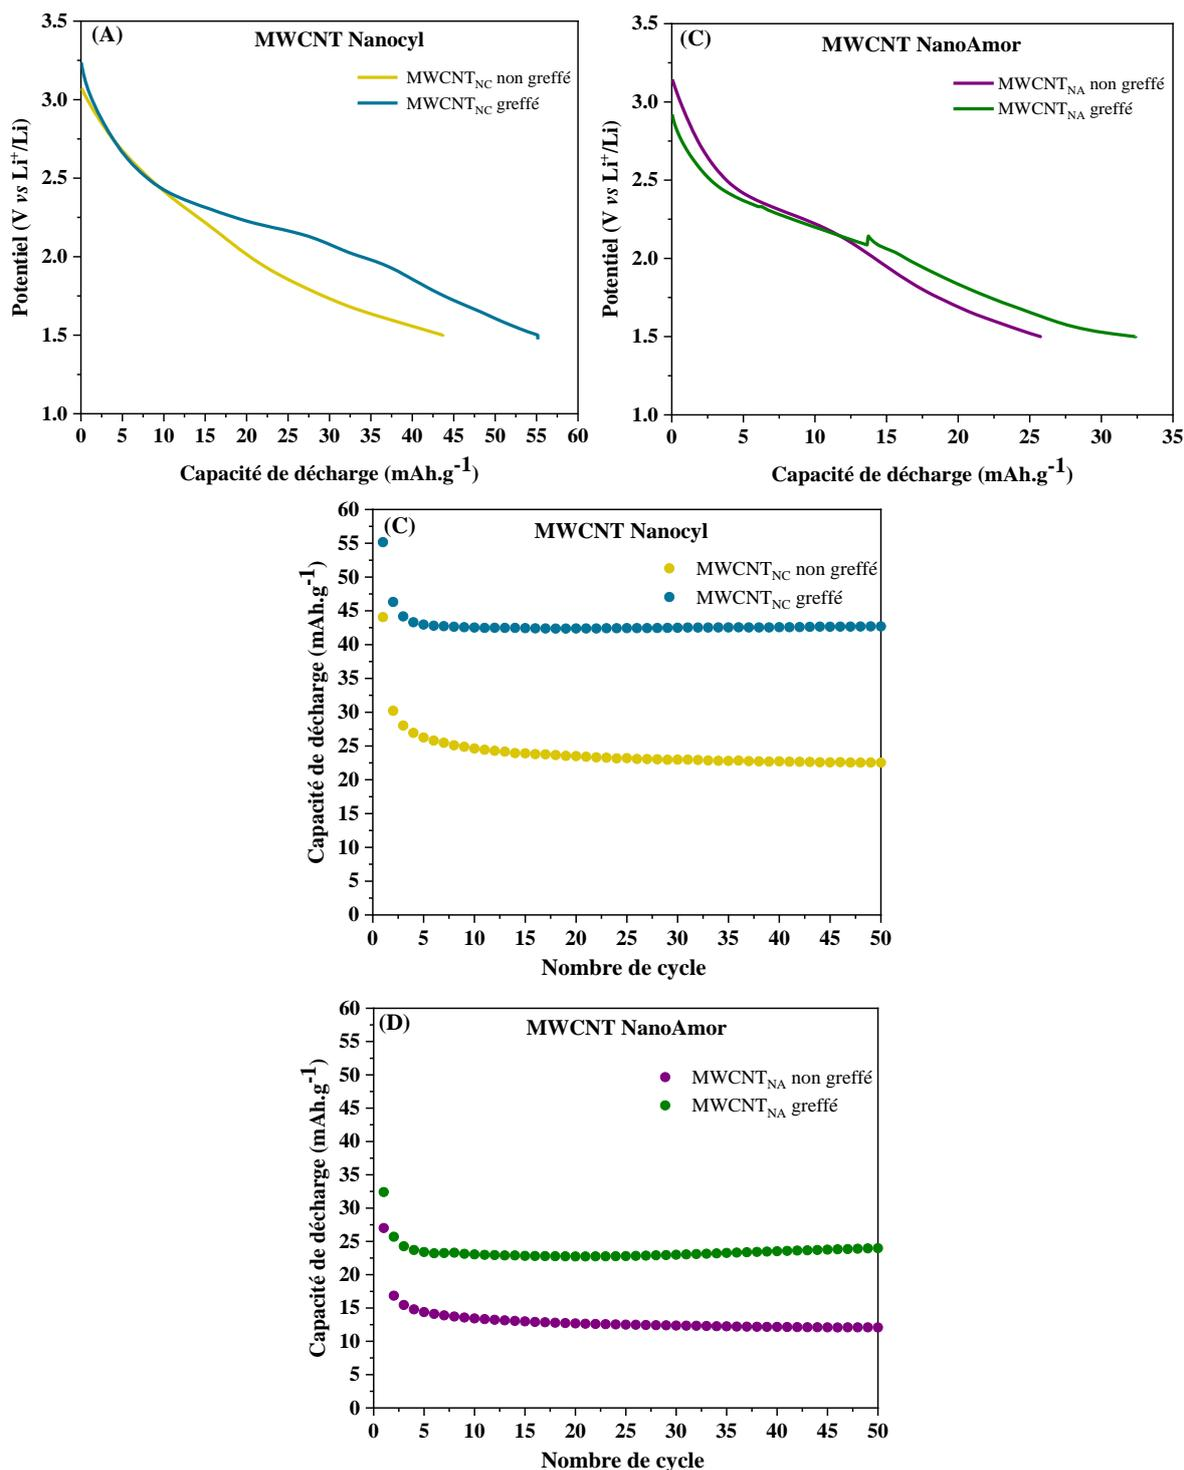 (A)
MWCNT Nanocyl
MWCNT_NC non greffé
MWCNT_NC greffé
3.5
3.0
2.5
2.0
1.5
1.0
Potentiel (V vs Li⁺/Li)
0 5 10 15 20 25 30 35 40 45 50 55 60
Capacité de décharge (mAh.g⁻¹)
(C)
MWCNT NanoAmor
MWCNT_NA non greffé
MWCNT_NA greffé
3.5
3.0
2.5
2.0
1.5
1.0
Potentiel (V vs Li⁺/Li)
0 5 10 15 20 25 30 35
Capacité de décharge (mAh.g⁻¹)
(C)
MWCNT Nanocyl
MWCNT_NC non greffé
MWCNT_NC greffé
60
55
50
45
40
35
30
25
20
15
10
5
0
Capacité de décharge (mAh.g⁻¹)
0 5 10 15 20 25 30 35 40 45 50
Nombre de cycle
(D)
MWCNT NanoAmor
MWCNT_NA non greffé
MWCNT_NA greffé
60
55
50
45
40
35
30
25
20
15
10
5
0
Capacité de décharge (mAh.g⁻¹)
0 5 10 15 20 25 30 35 40 45 50
Nombre de cycle